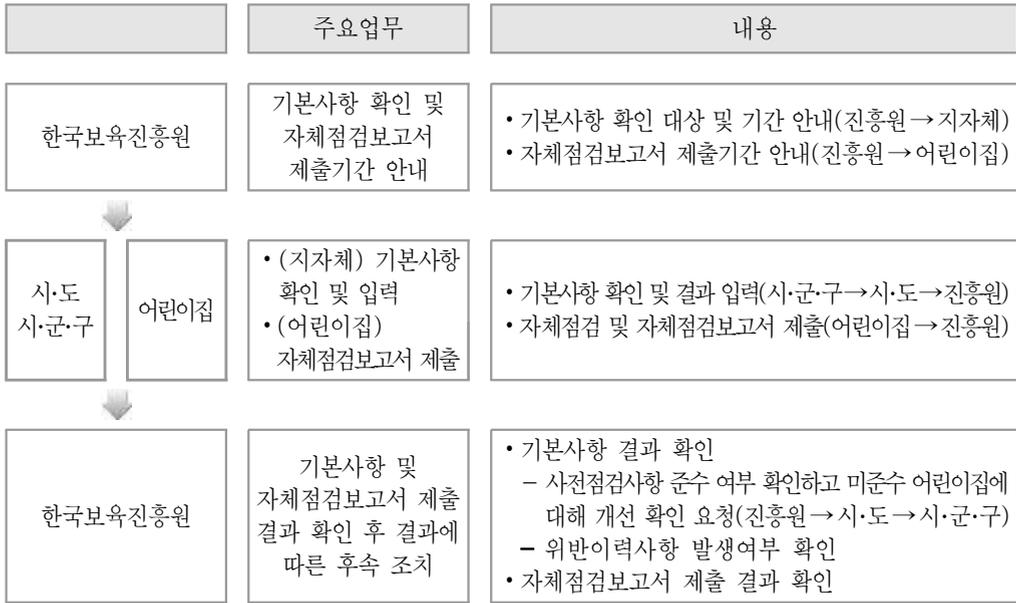 주요업무
내용
한국보육진흥원
기본사항 확인 및
자체점검보고서
제출기간 안내
• 기본사항 확인 대상 및 기간 안내(진흥원→지자체)
• 자체점검보고서 제출기간 안내(진흥원→어린이집)
시·도
시·군·구
어린이집
• (지자체) 기본사항
확인 및 입력
• (어린이집)
자체점검보고서 제출
• 기본사항 확인 및 결과 입력(시·군·구→시·도→진흥원)
• 자체점검 및 자체점검보고서 제출(어린이집→진흥원)
한국보육진흥원
기본사항 및
자체점검보고서 제출
결과 확인 후 결과에
따른 후속 조치
• 기본사항 결과 확인
– 사전점검사항 준수 여부 확인하고 미준수 어린이집에
대해 개선 확인 요청(진흥원→시·도→시·군·구)
– 위반이력사항 발생여부 확인
• 자체점검보고서 제출 결과 확인